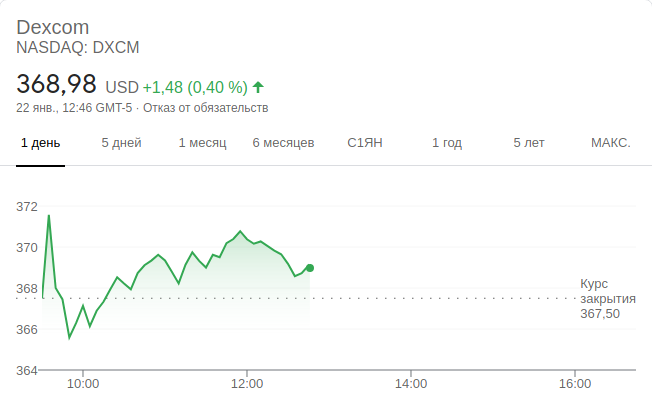 Dexcom
NASDAQ: DXCM
368,98 USD +1,48 (0,40 %)
22 янв., 12:46 GMT-5 · Отказ от обязательств
1 день 5 дней 1 месяц 6 месяцев С1ЯН 1 год 5 лет МАКС.
372
370
368
Курс
закрытия
367,50
366
364
10:00 12:00 14:00 16:00